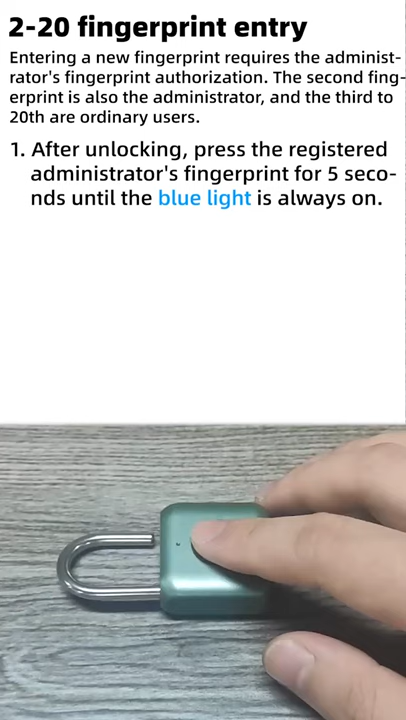 2-20 fingerprint entry
Entering a new fingerprint requires the administ-
rator's fingerprint authorization. The second fing-
erprint is also the administrator, and the third to
20th are ordinary users.
1. After unlocking, press the registered
administrator's fingerprint for 5 seco-
nds until the blue light is always on.